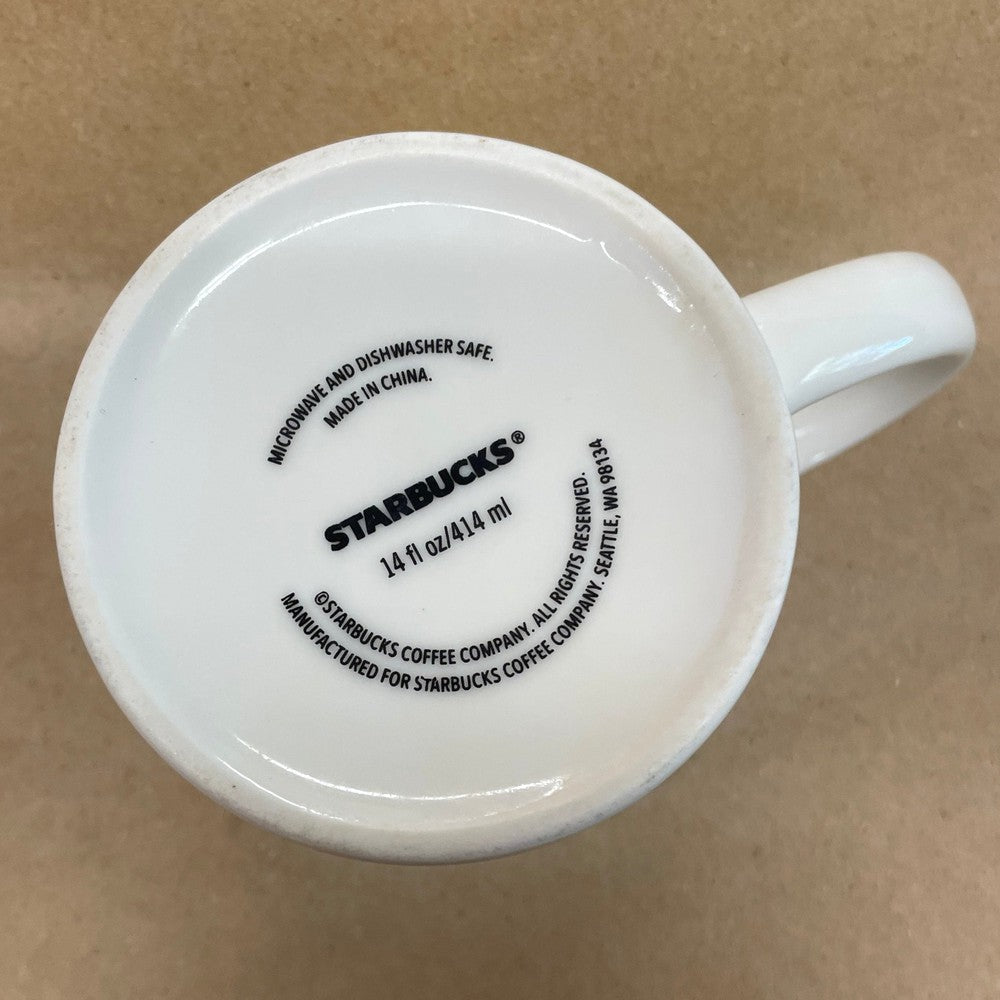 MICROWAVE AND DISHWASHER SAFE.
MADE IN CHINA.
STARBUCKS®
14 fl oz/414 ml
©STARBUCKS COFFEE COMPANY. ALL RIGHTS RESERVED.
MANUFACTURED FOR STARBUCKS COFFEE COMPANY. SEATTLE, WA 98134